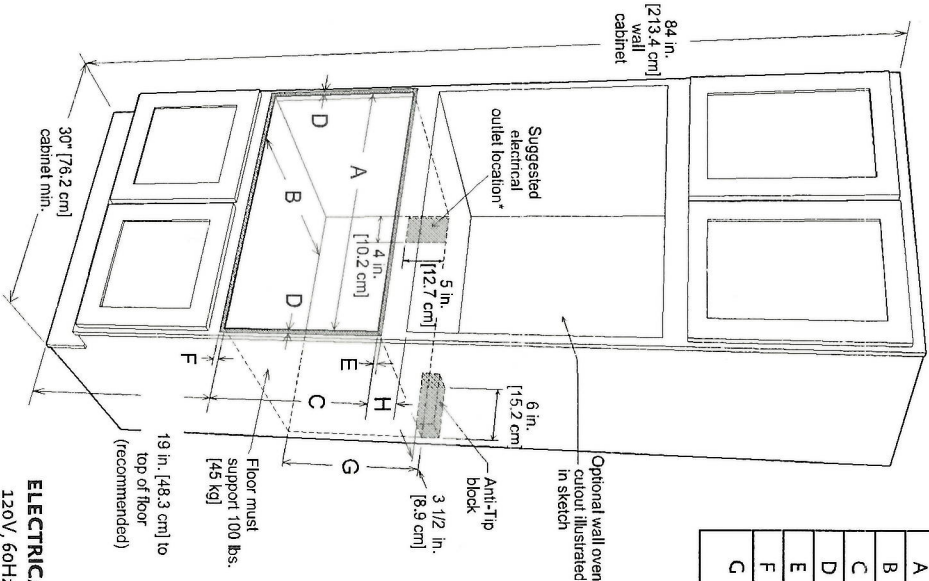 84 in.
[213.4 cm]
wall
cabinet
30" [76.2 cm]
cabinet min.
Suggested
electrical
outlet location*
D
A
B
4 in.
[10.2 cm]
5 in.
[12.7 cm]
D
E
F
H
C
G
6 in.
[15.2 cm]
Optional wall oven
cutout illustrated
in sketch
Anti-Tip
block
3 1/2 in.
[8.9 cm]
Floor must
support 100 lbs.
[45 kg]
19 in. [48.3 cm] to
top of floor
(recommended)
A
B
C
D
E
F
G
120V,